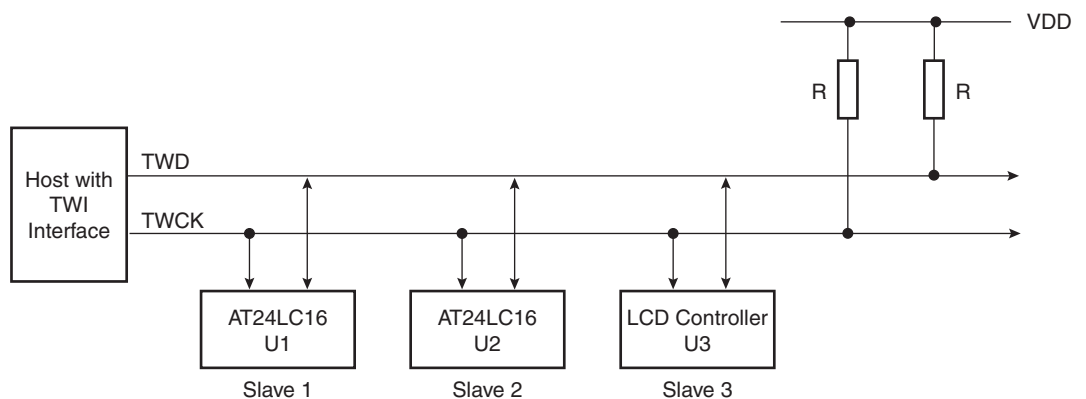 VDD
R
R
Host with
TWI
Interface
TWD
TWCK
AT24LC16
U1
AT24LC16
U2
LCD Controller
U3
Slave 1
Slave 2
Slave 3